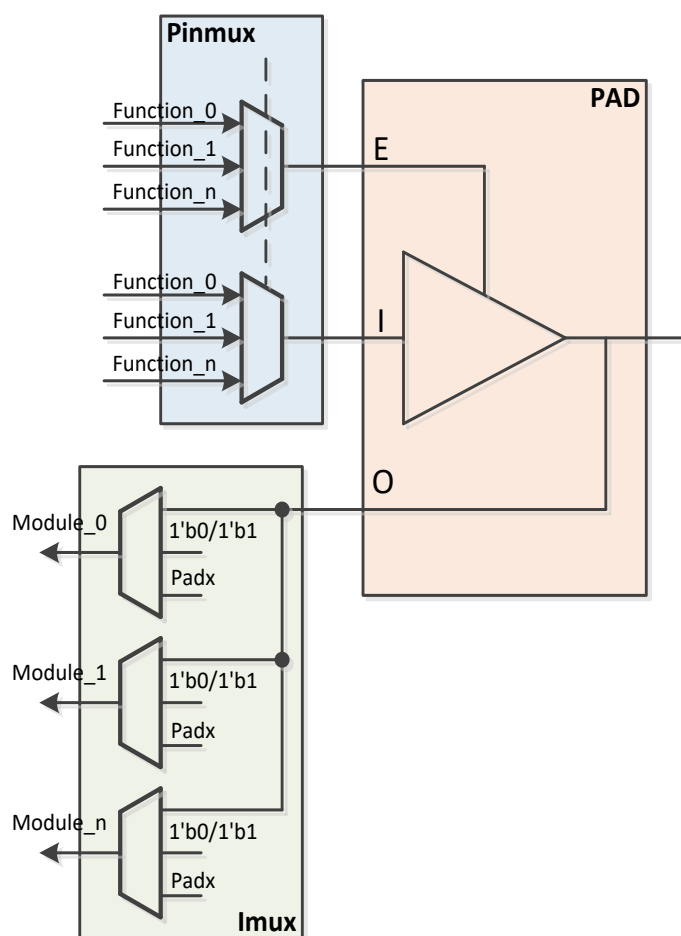 Pinmux
PAD
Function_0
Function_1
Function_n
E
Function_0
Function_1
Function_n
I
O
Module_0
1'b0/1'b1
Padx
Module_1
1'b0/1'b1
Padx
Module_n
1'b0/1'b1
Padx
Imux